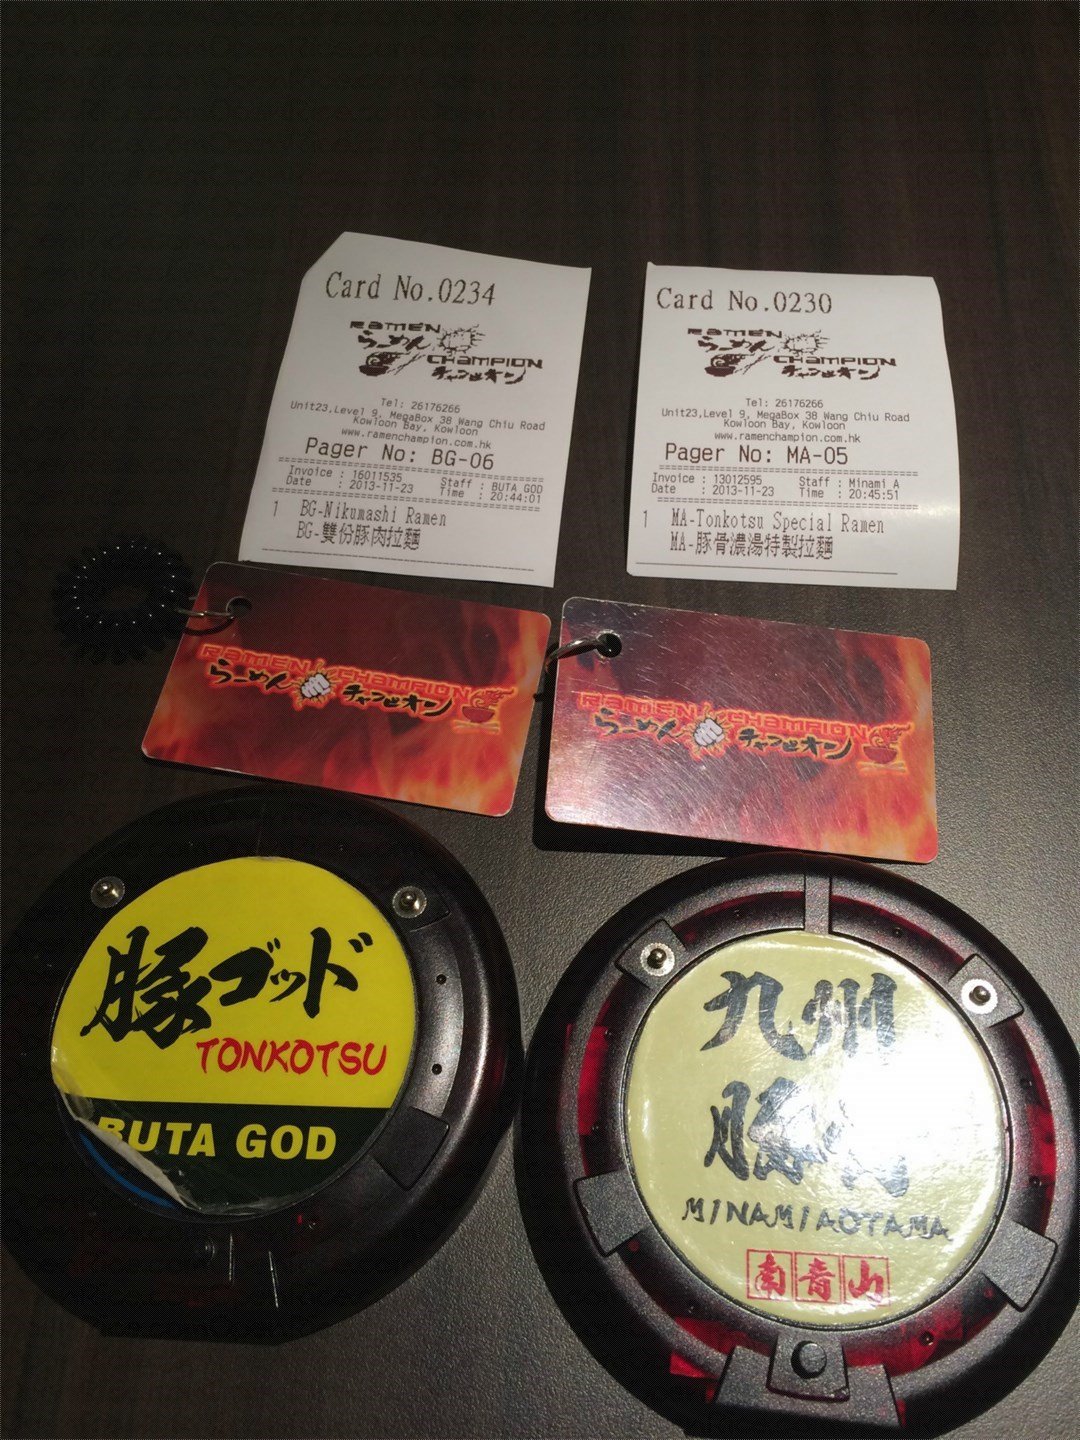 Card No.0234
RAMEN
らーめん
CHAMPION
チャンピオン
Tel: 26176266
Unit23,Level 9, MegaBox 38 Wang Chiu Road
Kowloon Bay, Kowloon
www.ramenchampion.com.hk
Pager No: BG-06
Invoice : 16011535 Staff : BUTA GOD
Date : 2013-11-23 Time : 20:44:01
1 BG-Nikumashi Ramen
BG-雙份豚肉拉麵
Card No.0230
RAMEN
らーめん
CHAMPION
チャンピオン
Tel: 26176266
Unit23,Level 9, MegaBox 38 Wang Chiu Road
Kowloon Bay, Kowloon
www.ramenchampion.com.hk
Pager No: MA-05
Invoice : 13012595 Staff : Minami A
Date : 2013-11-23 Time : 20:45:51
1 MA-Tonkotsu Special Ramen
MA-豚骨濃湯特製拉麵
RAMEN CHAMPION
らーめん チャンピオン
RAMEN CHAMPION
らーめん チャンピオン
豚ゴッド
TONKOTSU
BUTA GOD
九州
豚骨
MINAMIAOYAMA
南青山